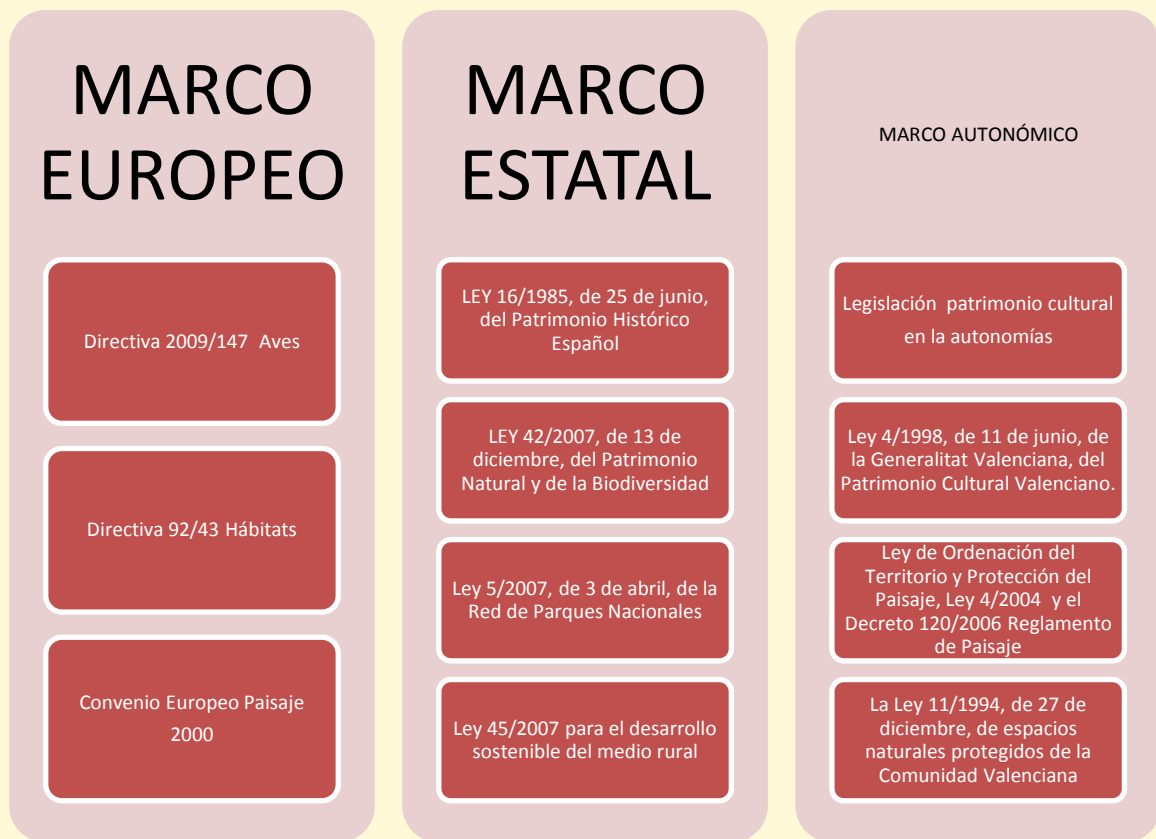 MARCO
EUROPEO
Directiva 2009/147 Aves
Directiva 92/43 Hábitats
Convenio Europeo Paisaje
2000
MARCO
ESTATAL
LEY 16/1985, de 25 de junio,
del Patrimonio Histórico
Español
LEY 42/2007, de 13 de
diciembre, del Patrimonio
Natural y de la Biodiversidad
Ley 5/2007, de 3 de abril, de la
Red de Parques Nacionales
Ley 45/2007 para el desarrollo
sostenible del medio rural
MARCO AUTONÓMICO
Legislación patrimonio cultural
en la autonomías
Ley 4/1998, de 11 de junio, de
la Generalitat Valenciana, del
Patrimonio Cultural Valenciano.
Ley de Ordenación del
Territorio y Protección del
Paisaje, Ley 4/2004 y el
Decreto 120/2006 Reglamento
de Paisaje
La Ley 11/1994, de 27 de
diciembre, de espacios
naturales protegidos de la
Comunidad Valenciana